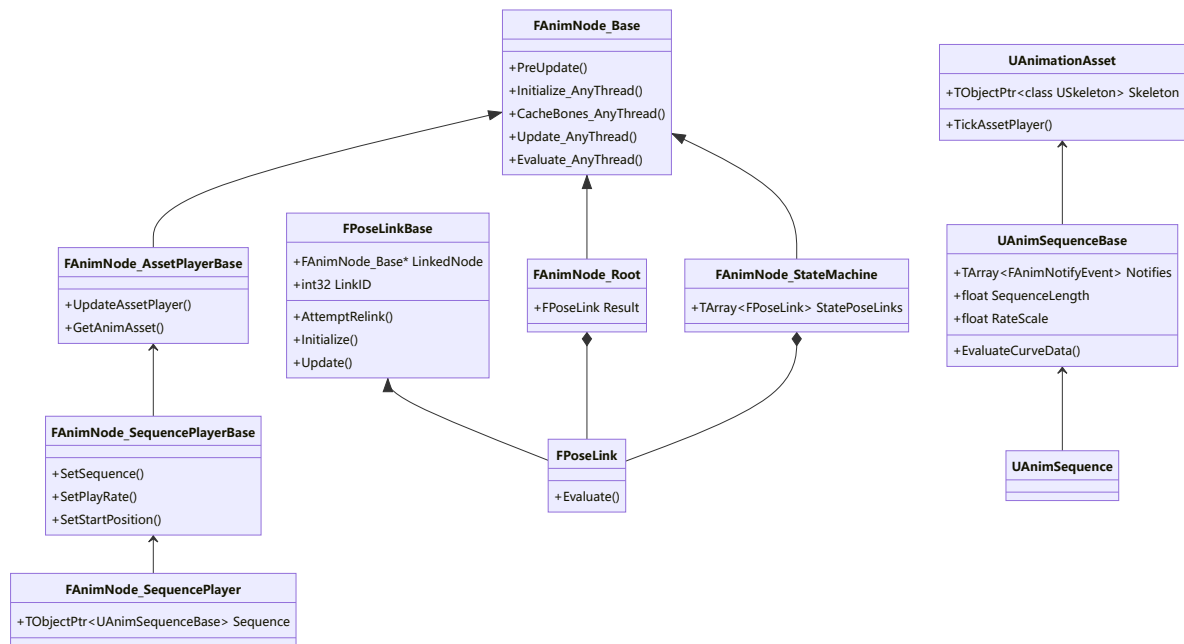 FAnimNode_Base
+PreUpdate()
+Initialize_AnyThread()
+CacheBones_AnyThread()
+Update_AnyThread()
+Evaluate_AnyThread()
UAnimationAsset
+TObjectPtr<class USkeleton> Skeleton
+TickAssetPlayer()
FPoseLinkBase
+FAnimNode_Base* LinkedNode
+int32 LinkID
+AttemptRelink()
+Initialize()
+Update()
FAnimNode_AssetPlayerBase
+UpdateAssetPlayer()
+GetAnimAsset()
FAnimNode_Root
+FPoseLink Result
FAnimNode_StateMachine
+TArray<FPoseLink> StatePoseLinks
UAnimSequenceBase
+TArray<FAnimNotifyEvent> Notifies
+float SequenceLength
+float RateScale
+EvaluateCurveData()
FAnimNode_SequencePlayerBase
+SetSequence()
+SetPlayRate()
+SetStartPosition()
FPoseLink
+Evaluate()
UAnimSequence
FAnimNode_SequencePlayer
+TObjectPtr<UAnimSequenceBase> Sequence